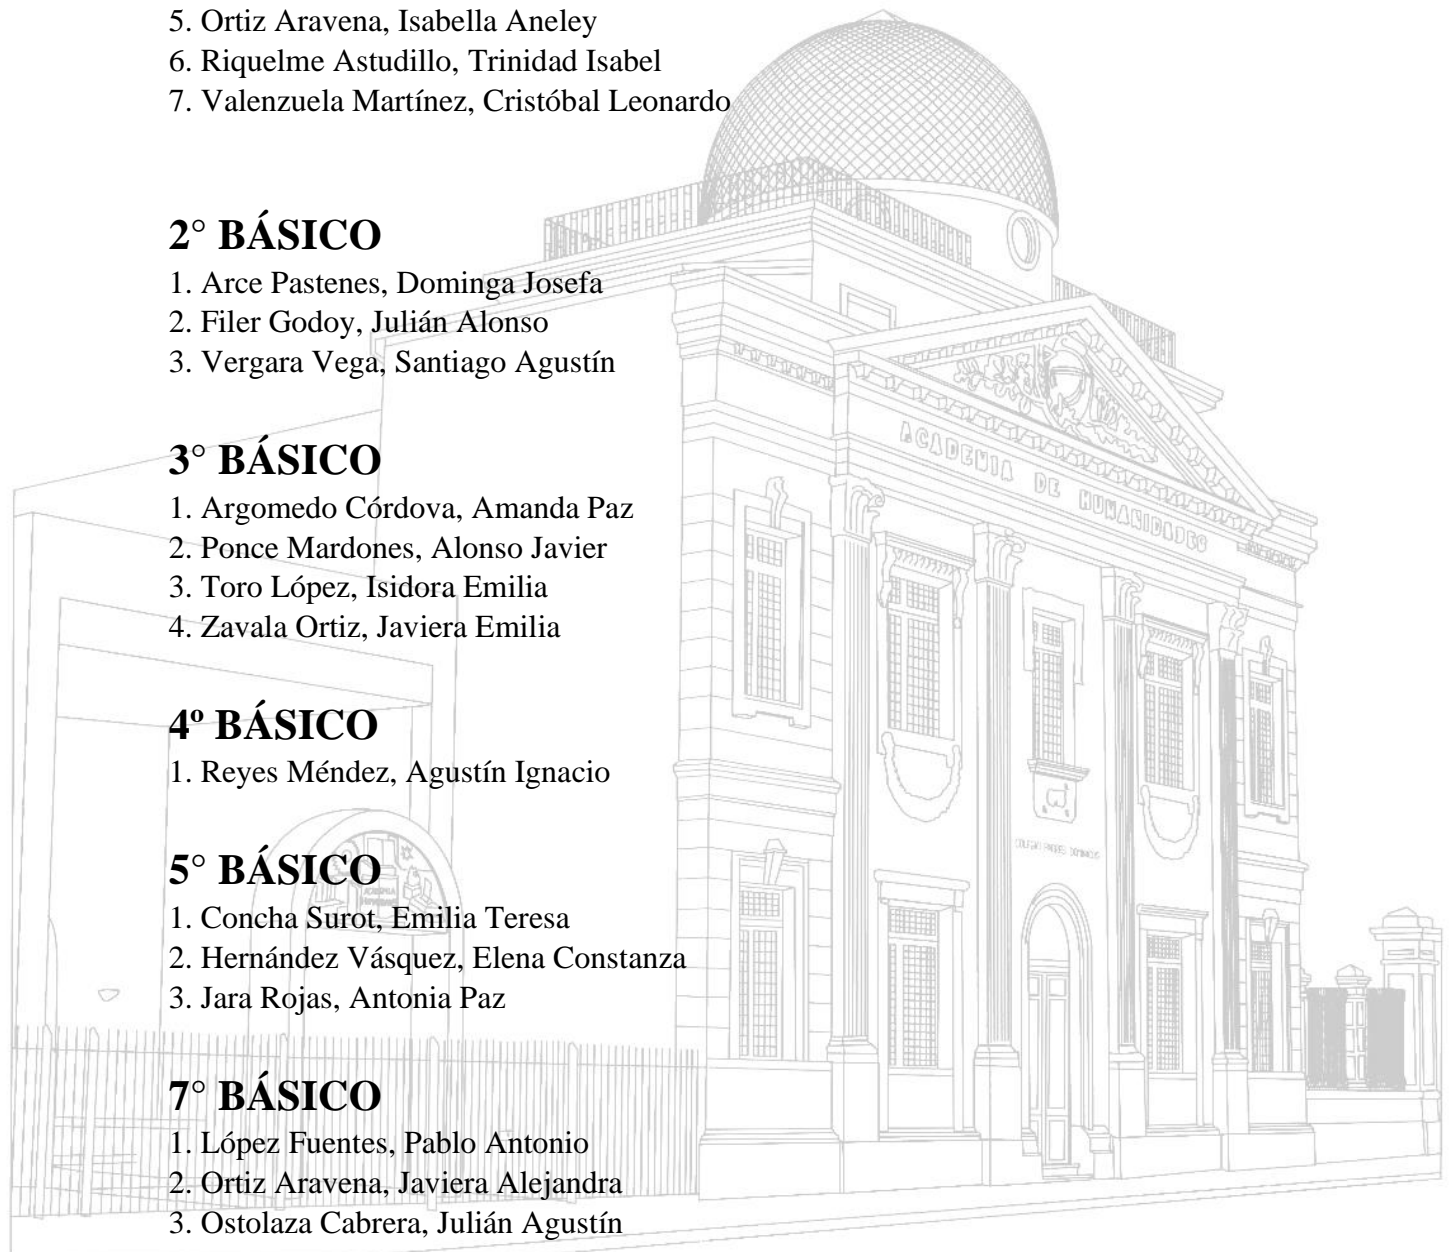 5. Ortiz Aravena, Isabella Aneley
6. Riquelme Astudillo, Trinidad Isabel
7. Valenzuela Martínez, Cristóbal Leonardo
2° BÁSICO
1. Arce Pastenes, Dominga Josefa
2. Filer Godoy, Julián Alonso
3. Vergara Vega, Santiago Agustín
3° BÁSICO
1. Argomedo Córdova, Amanda Paz
2. Ponce Mardones, Alonso Javier
3. Toro López, Isidora Emilia
4. Zavala Ortiz, Javiera Emilia
ACADEMIA DE HUMANIDADES
4º BÁSICO
1. Reyes Méndez, Agustín Ignacio
5° BÁSICO
1. Concha Surot, Emilia Teresa
2. Hernández Vásquez, Elena Constanza
3. Jara Rojas, Antonia Paz
7° BÁSICO
1. López Fuentes, Pablo Antonio
2. Ortiz Aravena, Javiera Alejandra
3. Ostolaza Cabrera, Julián Agustín